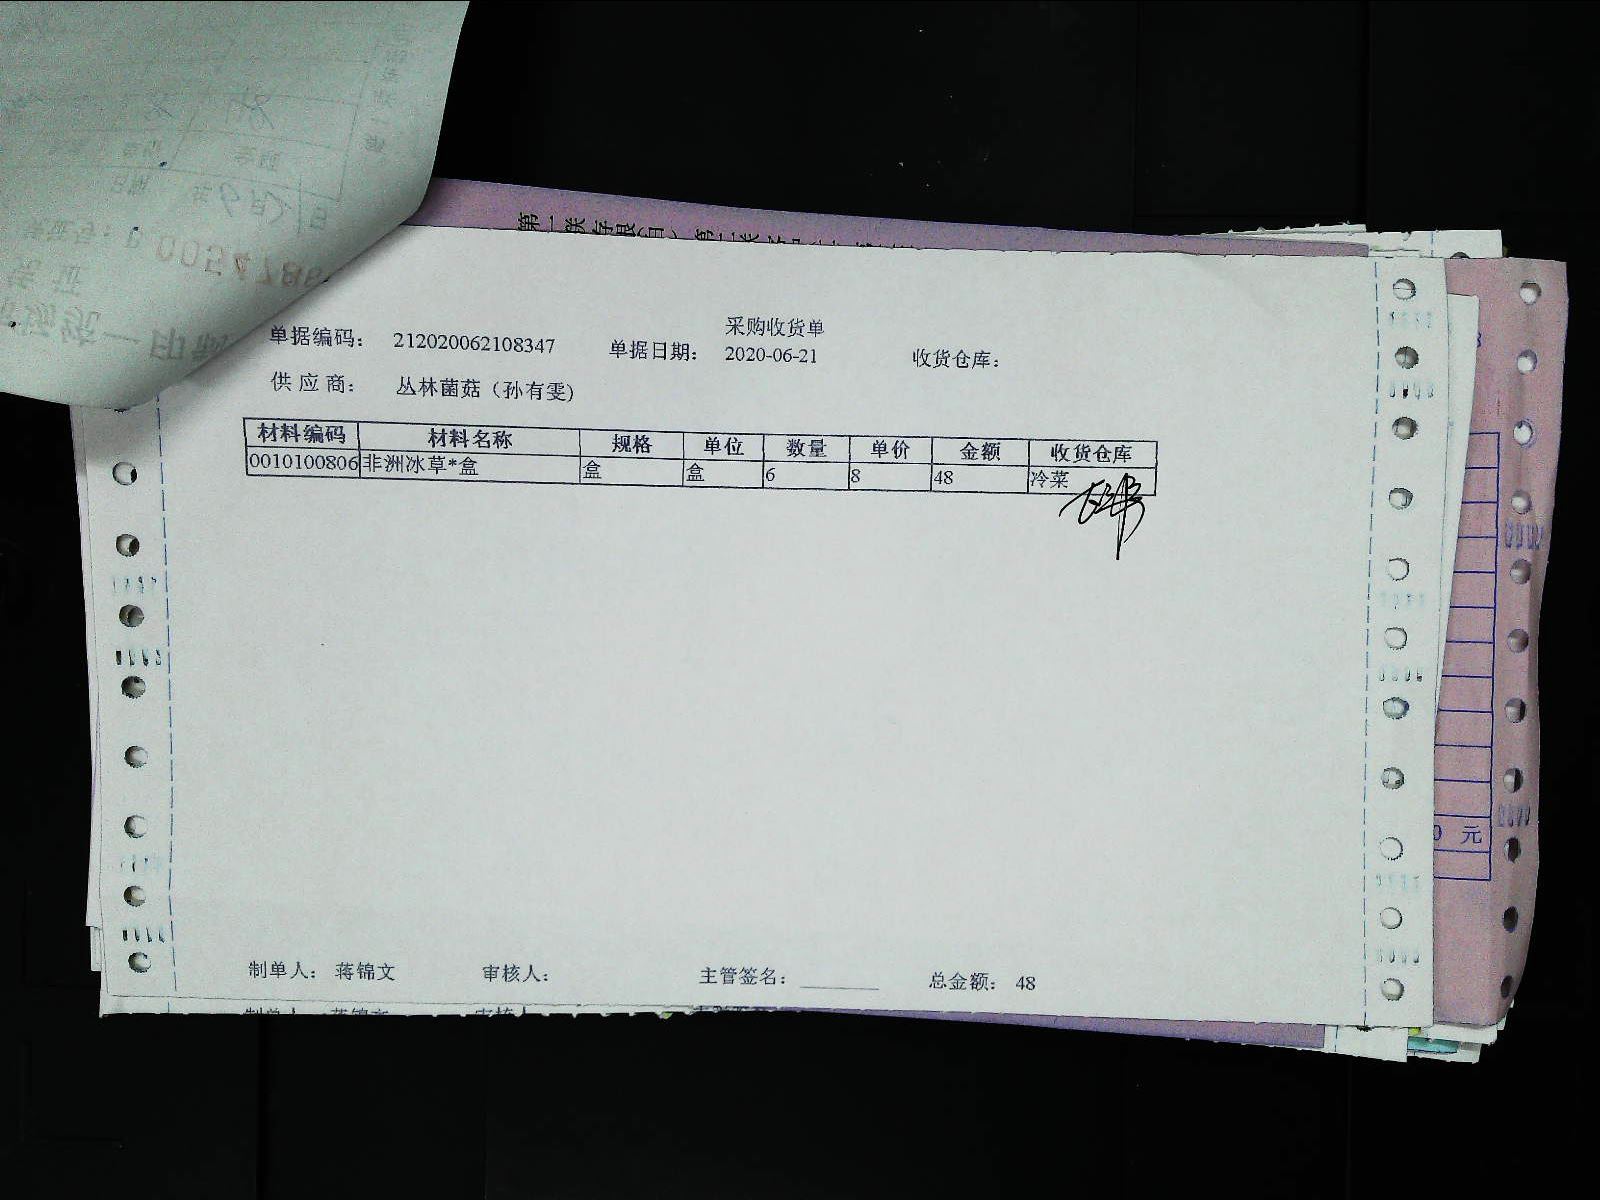 采购收货单
单据编码: 212020062108347 单据日期: 2020-06-21 收货仓库:
供应商: 丛林菌菇（孙有雯）
材料编码 材料名称 规格 单位 数量 单价 金额 收货仓库
0010100806 非洲冰草*盒 盒 盒 6 8 48 冷菜
制单人: 蒋锦文 审核人: 主管签名: 总金额: 48
元